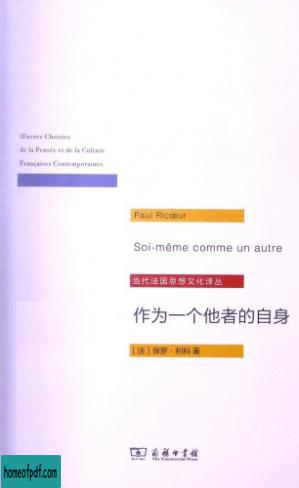 Œuvres Choisies
de la Pensée et de la Culture
Françaises Contemporaines
Paul Ricœur
Soi-même comme un autre
当代法国思想文化译丛
作为一个他者的自身
〔法〕保罗·利科 著
商务印书馆
The Commercial Press
homeofpdf.com